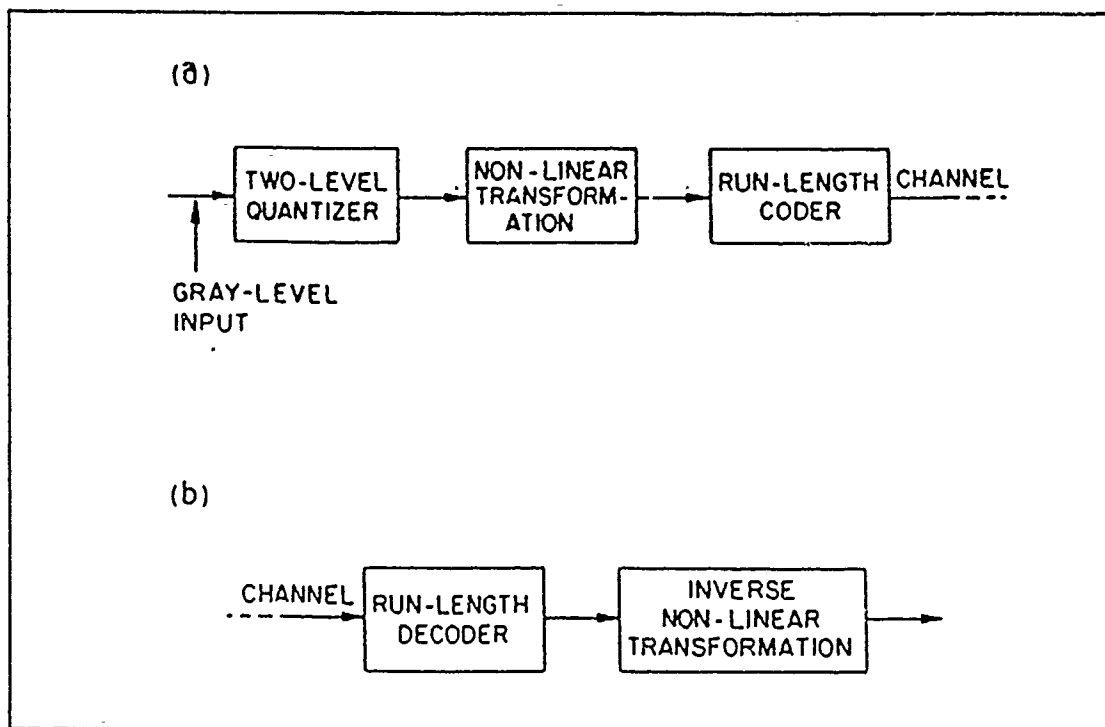 (a)
TWO-LEVEL
QUANTIZER
NON-LINEAR
TRANSFORM-
ATION
RUN-LENGTH
CODER
CHANNEL
GRAY-LEVEL
INPUT
(b)
CHANNEL
RUN-LENGTH
DECODER
INVERSE
NON-LINEAR
TRANSFORMATION